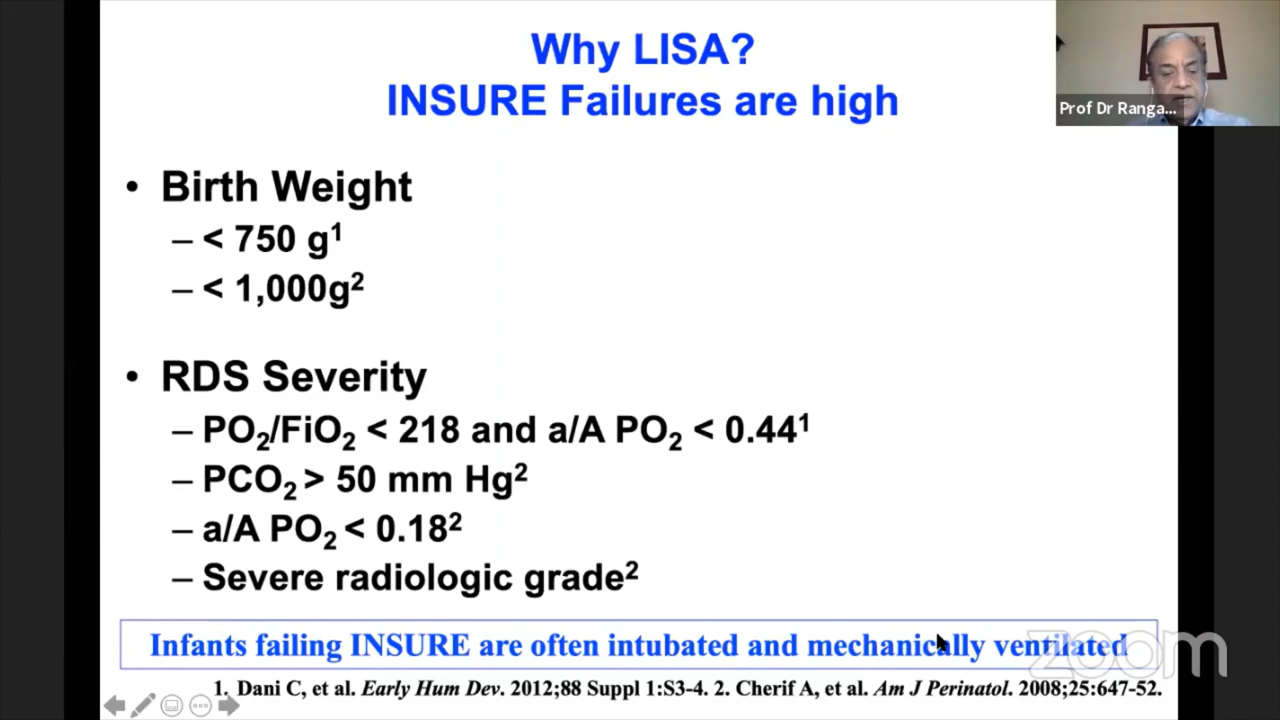 Why LISA?
INSURE Failures are high
Prof Dr Ranga...
• Birth Weight
– < 750 g¹
– < 1,000g²
• RDS Severity
– PO₂/FiO₂ < 218 and a/A PO₂ < 0.44¹
– PCO₂ > 50 mm Hg²
– a/A PO₂ < 0.18²
– Severe radiologic grade²
Infants failing INSURE are often intubated and mechanically ventilated
zoom
1. Dani C, et al. Early Hum Dev. 2012;88 Suppl 1:S3-4. 2. Cherif A, et al. Am J Perinatol. 2008;25:647-52.